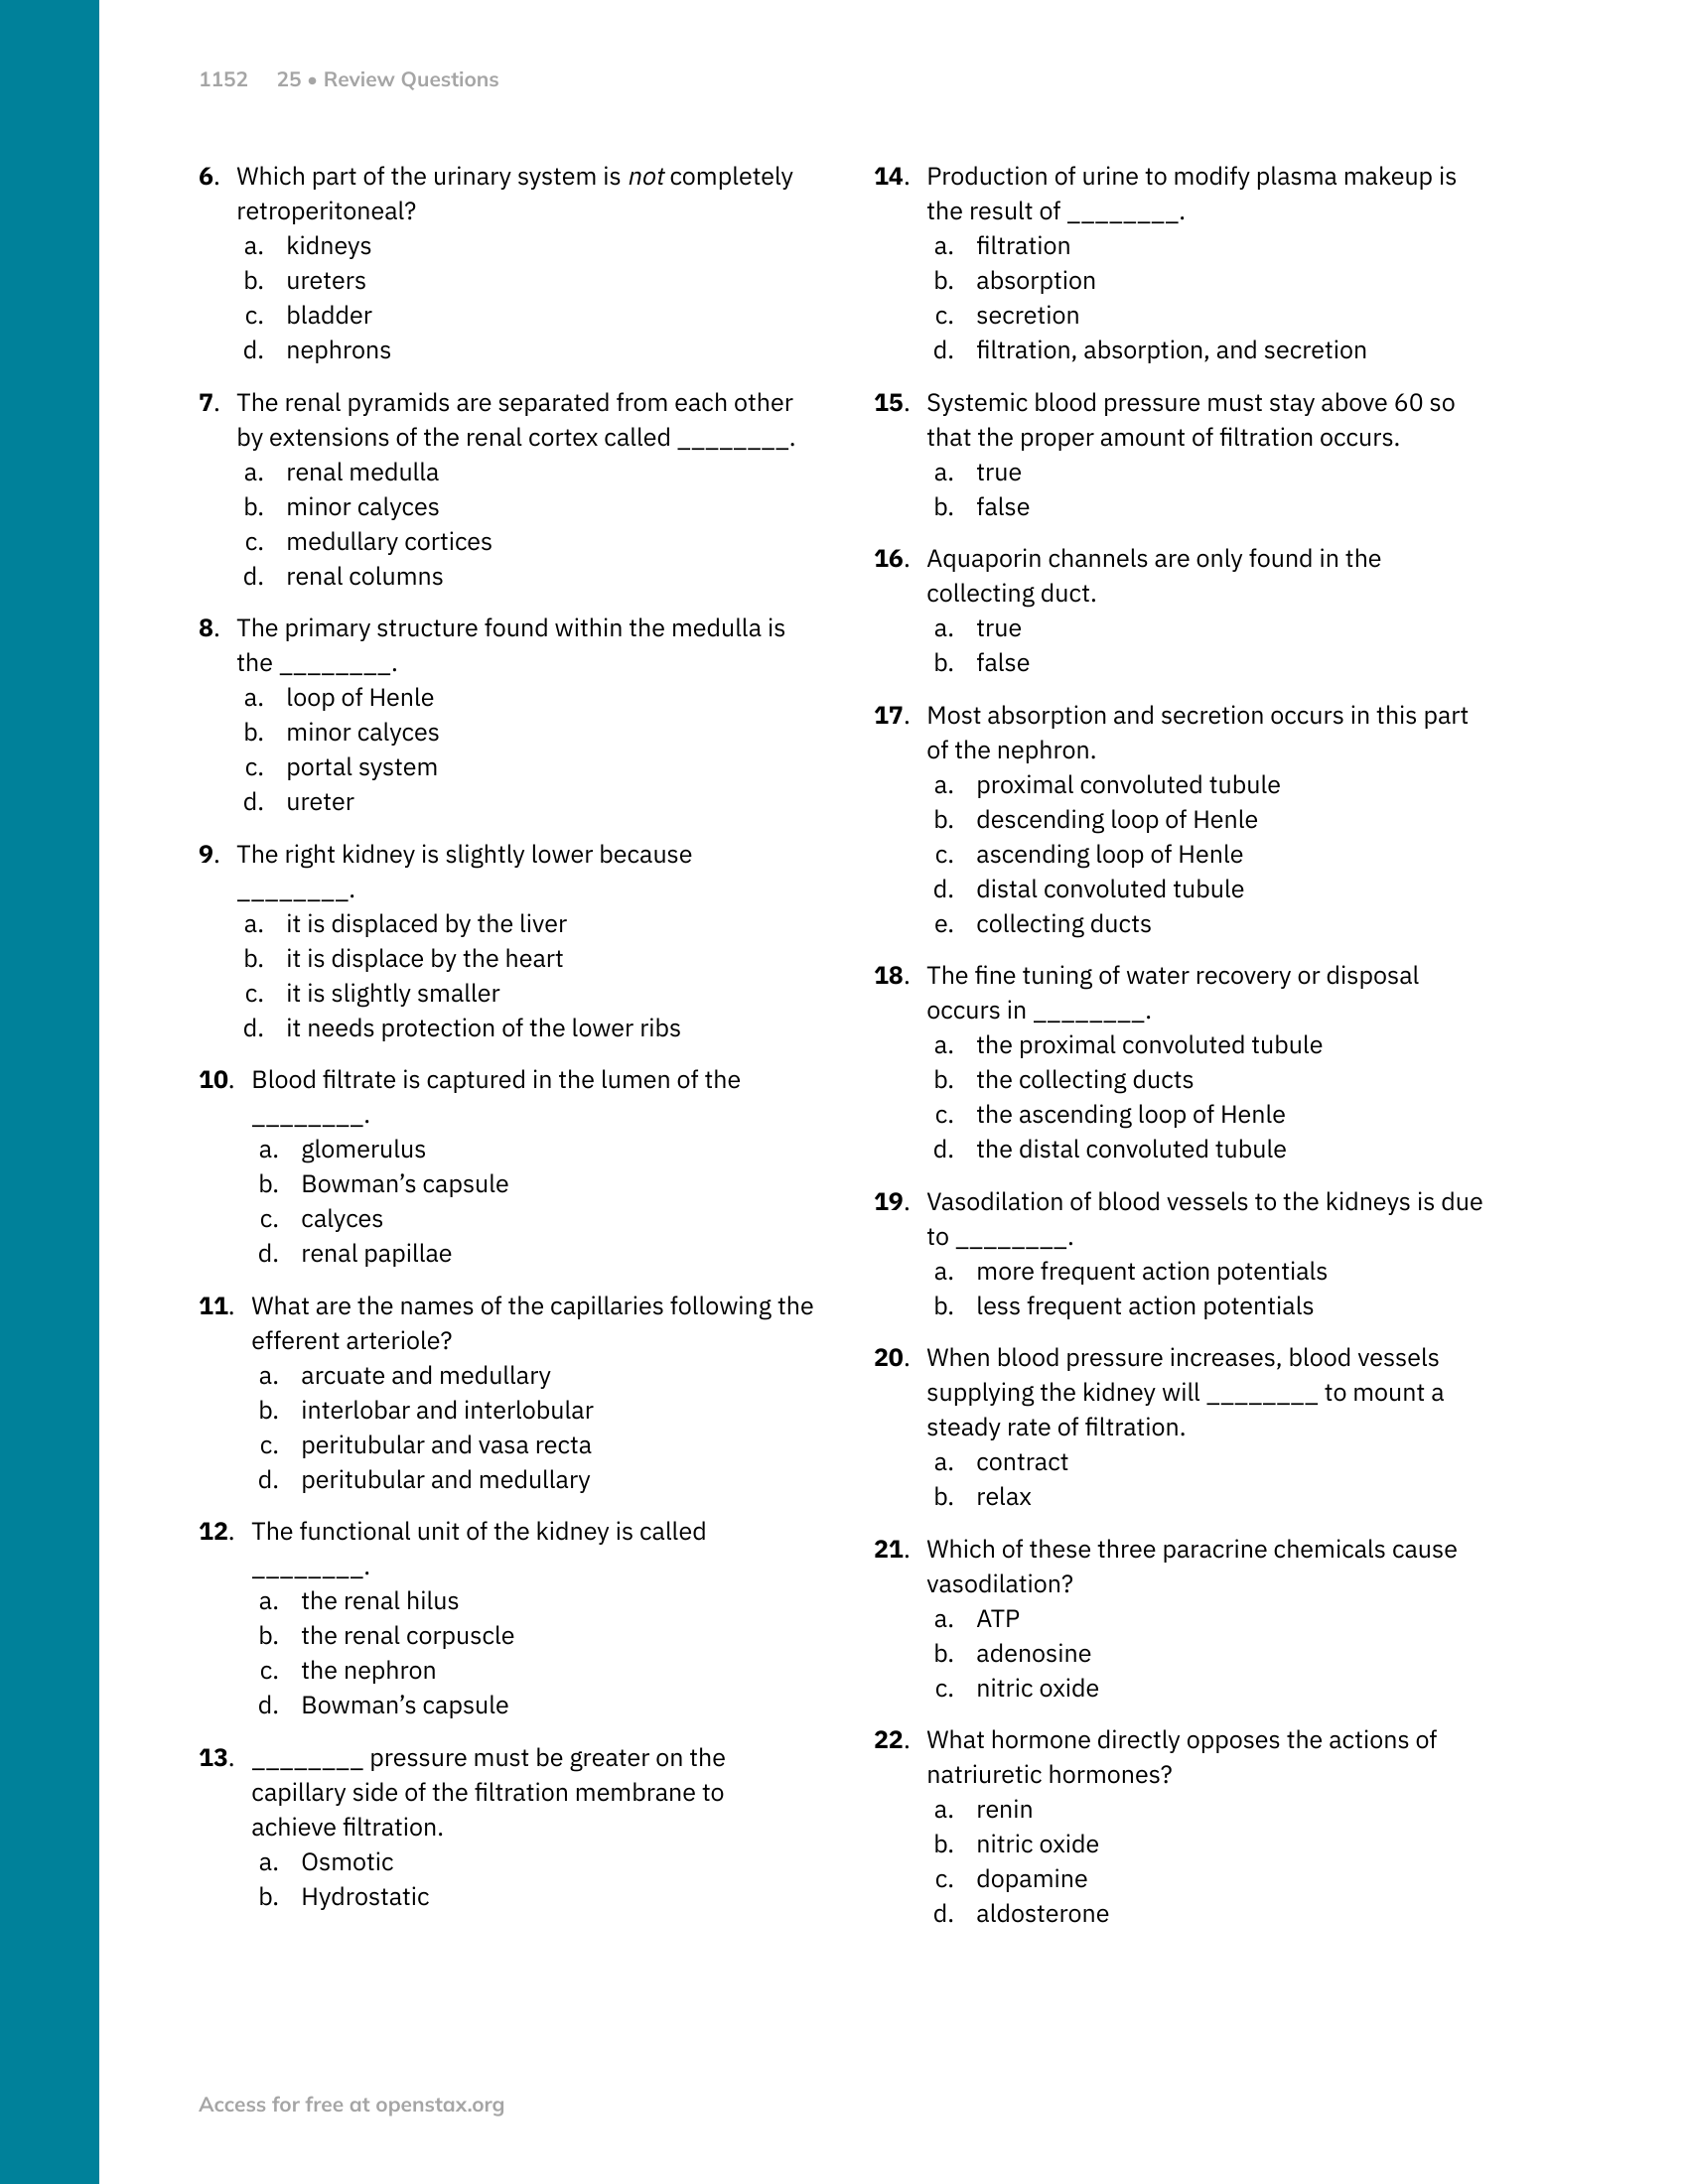 1152 25 • Review Questions
6. Which part of the urinary system is not completely
retroperitoneal?
a. kidneys
b. ureters
c. bladder
d. nephrons
7. The renal pyramids are separated from each other
by extensions of the renal cortex called ________.
a. renal medulla
b. minor calyces
c. medullary cortices
d. renal columns
8. The primary structure found within the medulla is
the ________.
a. loop of Henle
b. minor calyces
c. portal system
d. ureter
9. The right kidney is slightly lower because
________.
a. it is displaced by the liver
b. it is displace by the heart
c. it is slightly smaller
d. it needs protection of the lower ribs
10. Blood filtrate is captured in the lumen of the
________.
a. glomerulus
b. Bowman’s capsule
c. calyces
d. renal papillae
11. What are the names of the capillaries following the
efferent arteriole?
a. arcuate and medullary
b. interlobar and interlobular
c. peritubular and vasa recta
d. peritubular and medullary
12. The functional unit of the kidney is called
________.
a. the renal hilus
b. the renal corpuscle
c. the nephron
d. Bowman’s capsule
13. ________ pressure must be greater on the
capillary side of the filtration membrane to
achieve filtration.
a. Osmotic
b. Hydrostatic
14. Production of urine to modify plasma makeup is
the result of ________.
a. filtration
b. absorption
c. secretion
d. filtration, absorption, and secretion
15. Systemic blood pressure must stay above 60 so
that the proper amount of filtration occurs.
a. true
b. false
16. Aquaporin channels are only found in the
collecting duct.
a. true
b. false
17. Most absorption and secretion occurs in this part
of the nephron.
a. proximal convoluted tubule
b. descending loop of Henle
c. ascending loop of Henle
d. distal convoluted tubule
e. collecting ducts
18. The fine tuning of water recovery or disposal
occurs in ________.
a. the proximal convoluted tubule
b. the collecting ducts
c. the ascending loop of Henle
d. the distal convoluted tubule
19. Vasodilation of blood vessels to the kidneys is due
to ________.
a. more frequent action potentials
b. less frequent action potentials
20. When blood pressure increases, blood vessels
supplying the kidney will ________ to mount a
steady rate of filtration.
a. contract
b. relax
21. Which of these three paracrine chemicals cause
vasodilation?
a. ATP
b. adenosine
c. nitric oxide
22. What hormone directly opposes the actions of
natriuretic hormones?
a. renin
b. nitric oxide
c. dopamine
d. aldosterone
Access for free at openstax.org